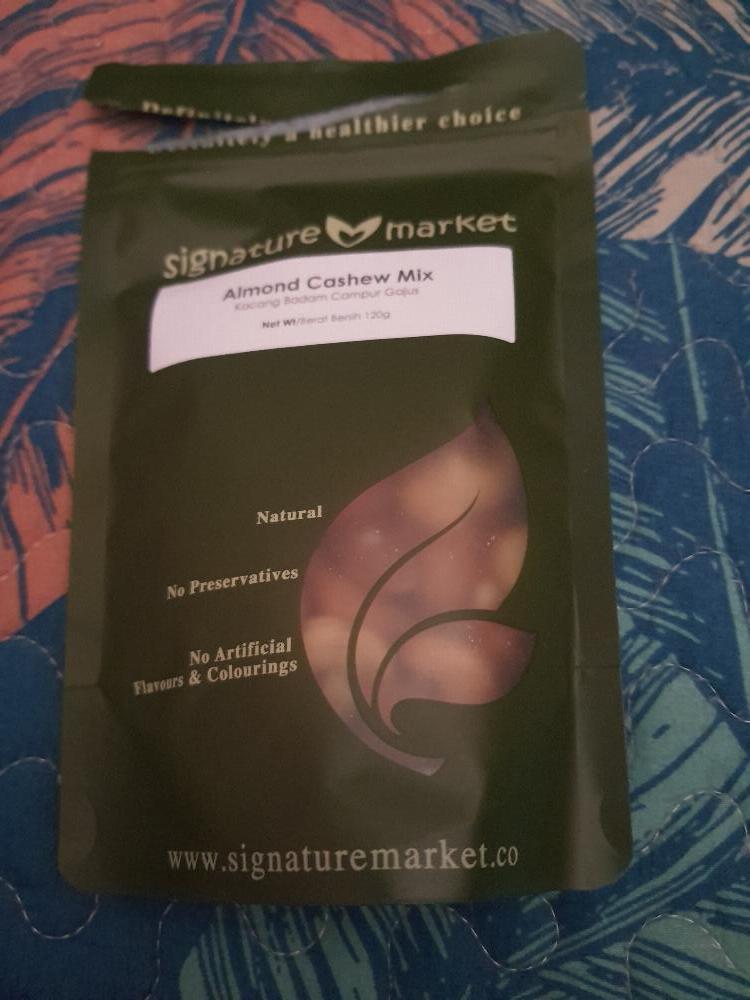 Definitely a healthier choice
signature market
Almond Cashew Mix
Kacang Badam Campur Gajus
Net Wt/Berat Bersih 120g
Natural
No Preservatives
No Artificial
Flavours & Colourings
www.signaturemarket.co